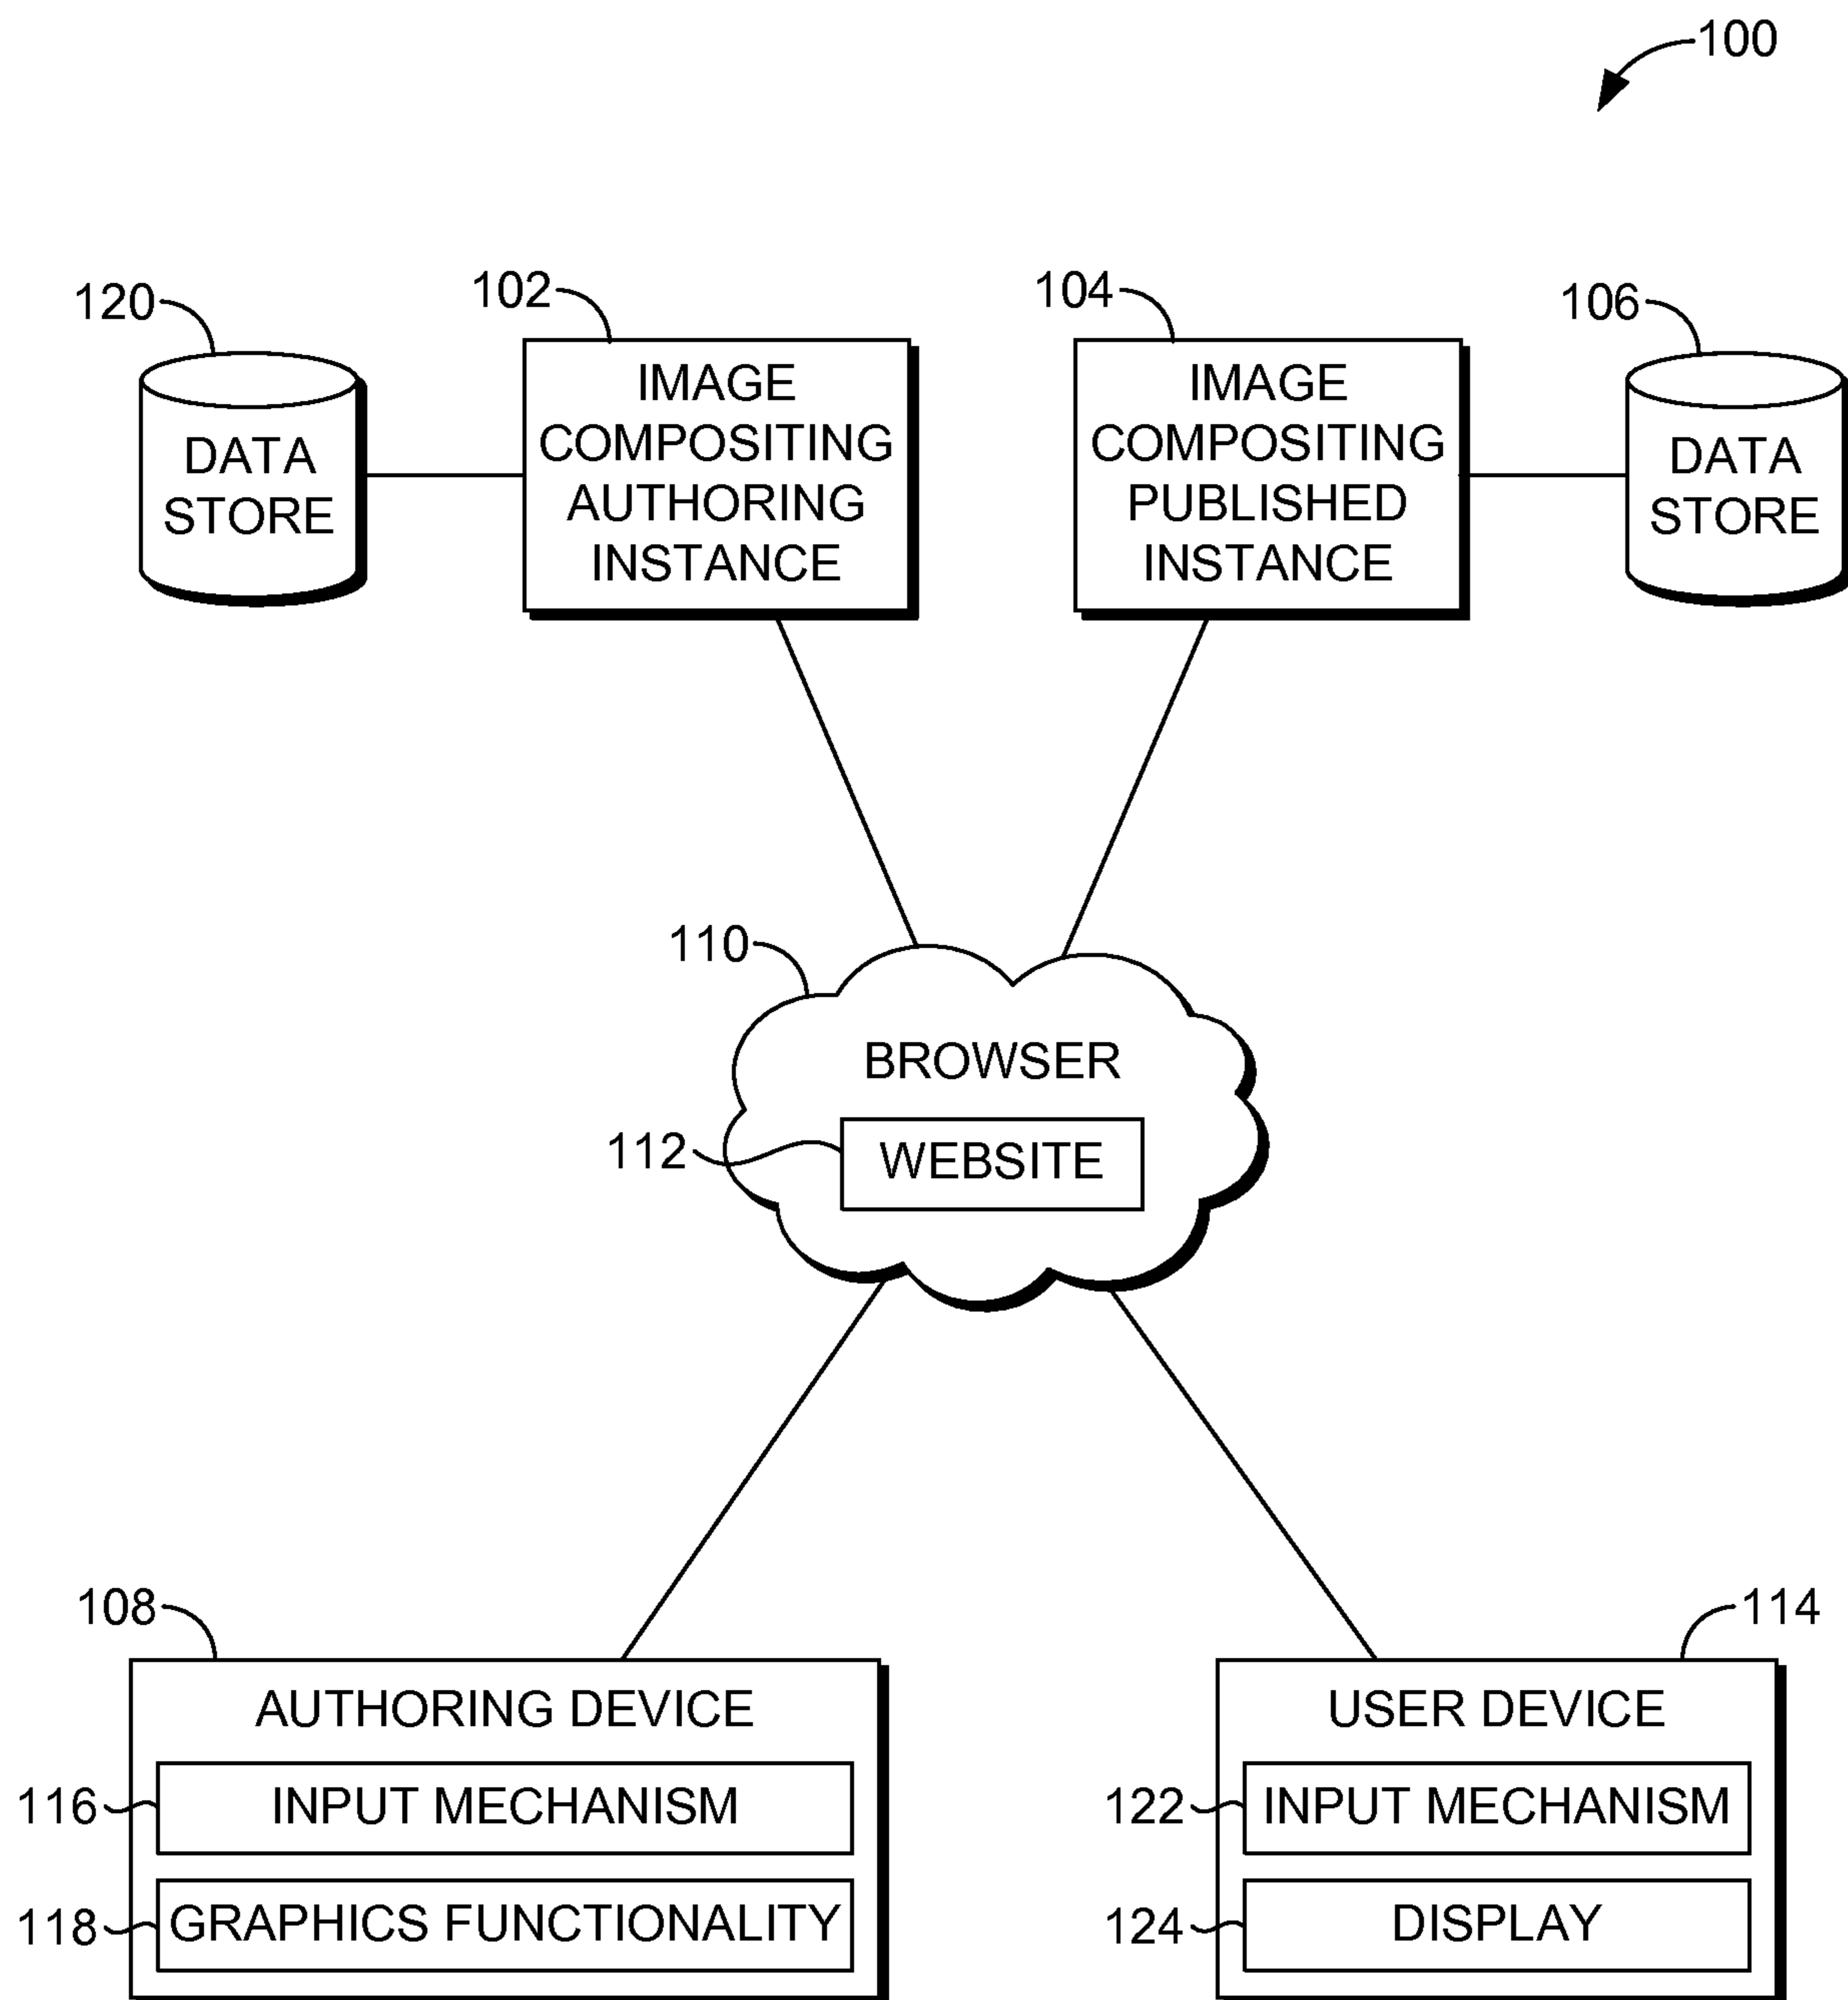 100
120
102
104
106
DATA
STORE
IMAGE
COMPOSITING
AUTHORING
INSTANCE
IMAGE
COMPOSITING
PUBLISHED
INSTANCE
DATA
STORE
110
BROWSER
112
WEBSITE
108
AUTHORING DEVICE
116
INPUT MECHANISM
118
GRAPHICS FUNCTIONALITY
114
USER DEVICE
122
INPUT MECHANISM
124
DISPLAY